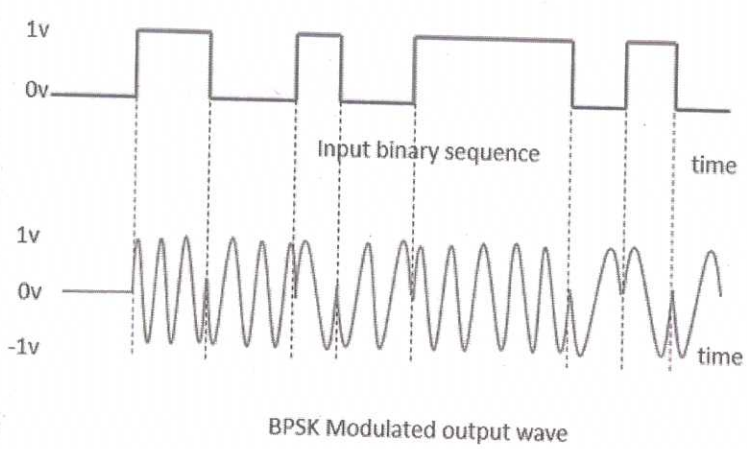 1v
0v
Input binary sequence
time
1v
0v
-1v
time
BPSK Modulated output wave